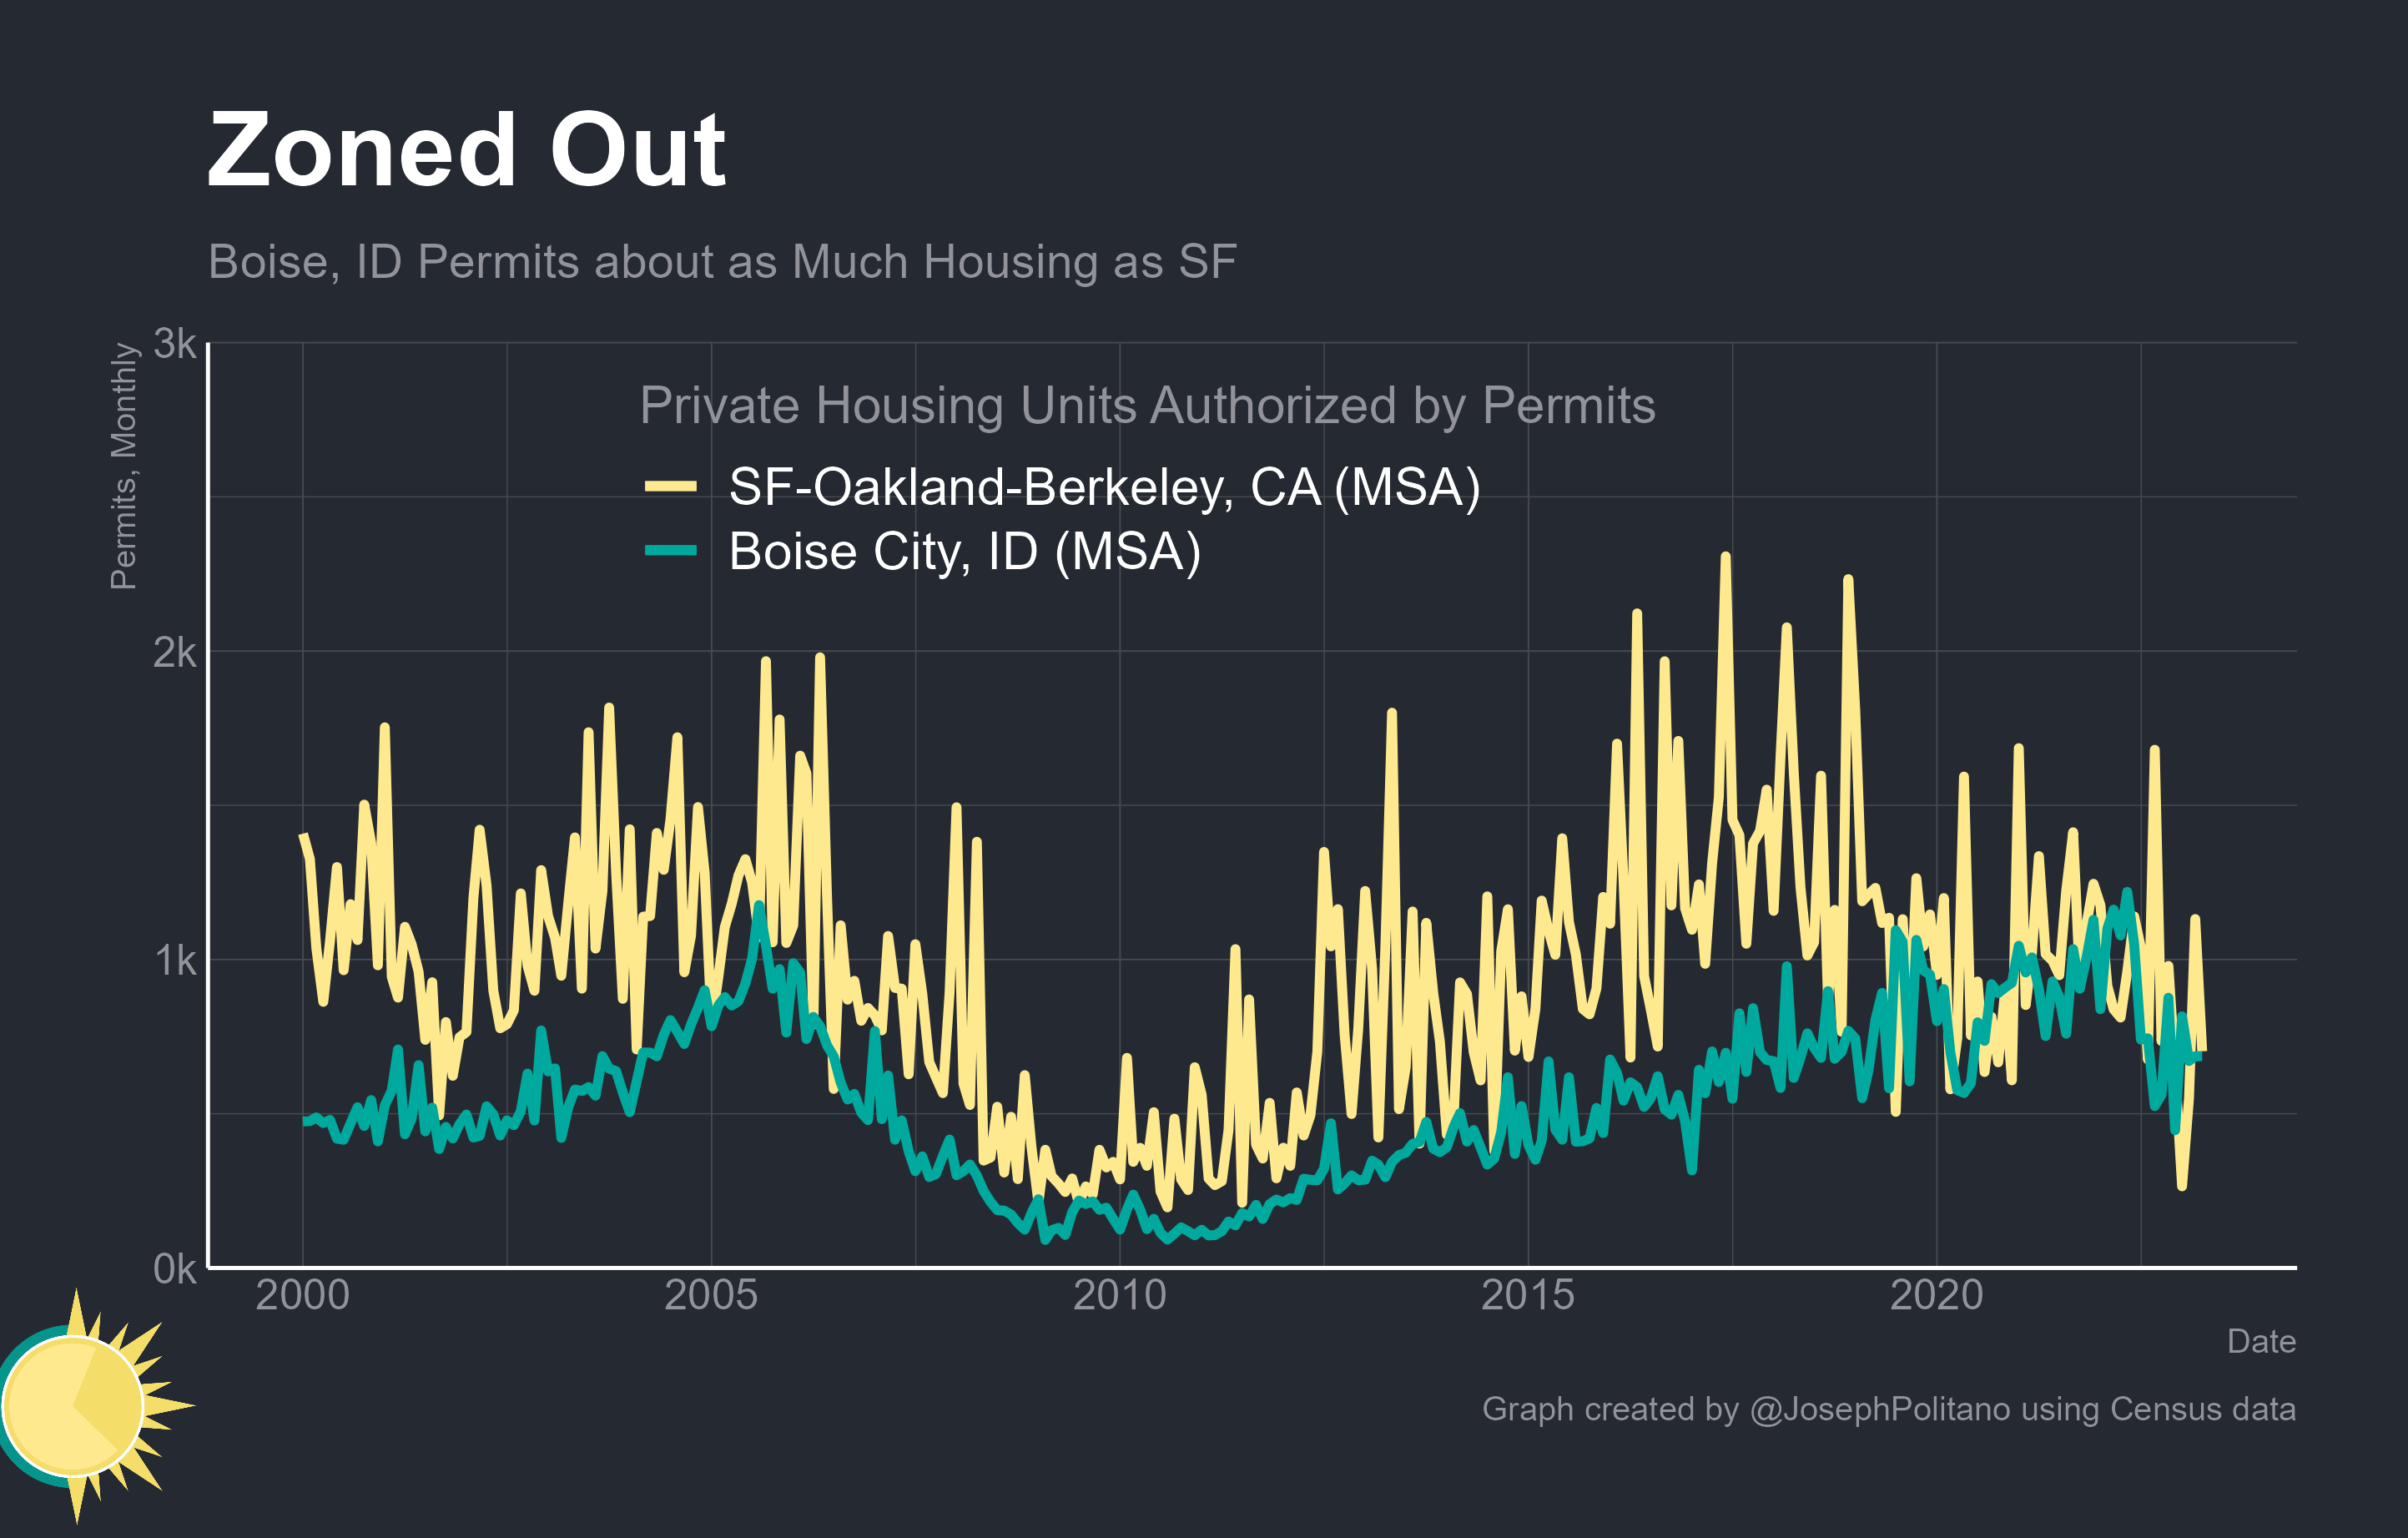 Zoned Out
Boise, ID Permits about as Much Housing as SF
Permits, Monthly
3k
2k
1k
0k
Private Housing Units Authorized by Permits
SF-Oakland-Berkeley, CA (MSA)
Boise City, ID (MSA)
2000 2005 2010 2015 2020
Date
Graph created by @JosephPolitano using Census data